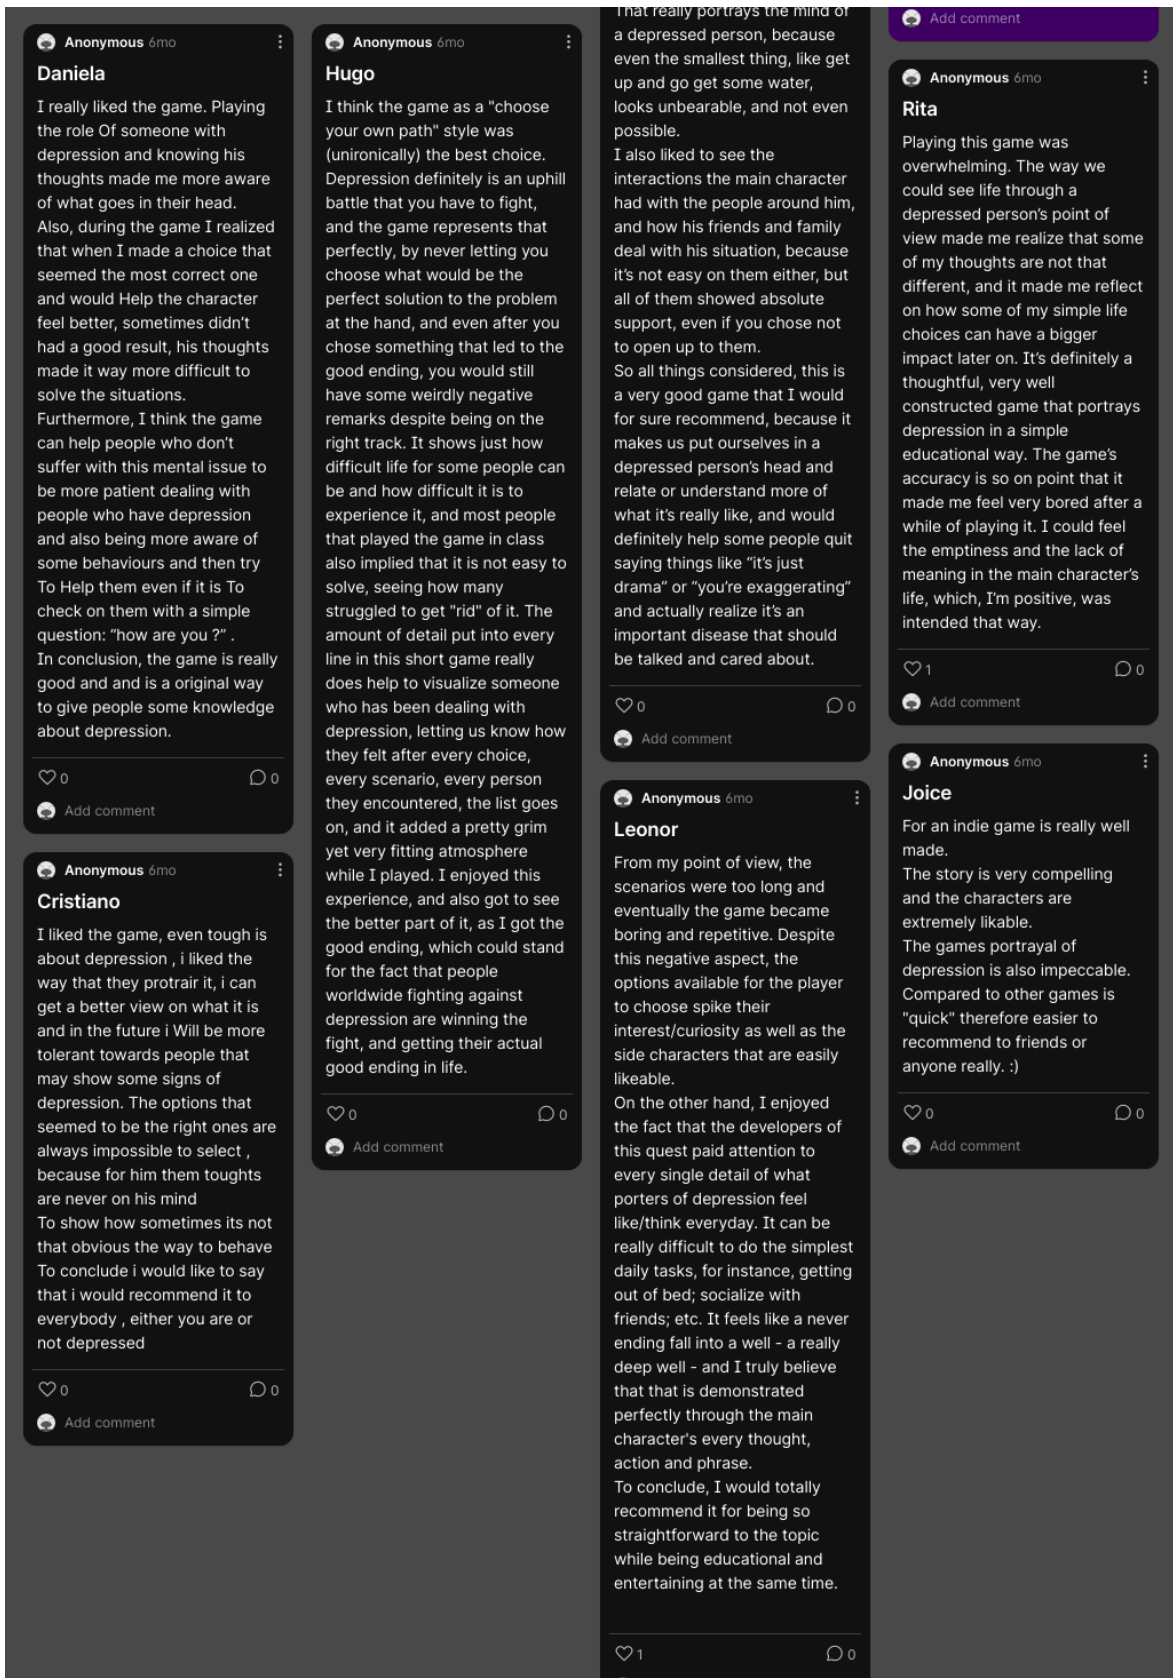 Anonymous 6mo
Daniela
I really liked the game. Playing
the role Of someone with
depression and knowing his
thoughts made me more aware
of what goes in their head.
Also, during the game I realized
that when I made a choice that
seemed the most correct one
and would Help the character
feel better, sometimes didn't
had a good result, his thoughts
made it way more difficult to
solve the situations.
Furthermore, I think the game
can help people who don't
suffer with this mental issue to
be more patient dealing with
people who have depression
and also being more aware of
some behaviours and then try
To Help them even if it is To
check on them with a simple
question: “how are you ?” .
In conclusion, the game is really
good and and is a original way
to give people some knowledge
about depression.
0 0
Add comment
Anonymous 6mo
Cristiano
I liked the game, even tough is
about depression , i liked the
way that they protrair it, i can
get a better view on what it is
and in the future i Will be more
tolerant towards people that
may show some signs of
depression. The options that
seemed to be the right ones are
always impossible to select ,
because for him them toughts
are never on his mind
To show how sometimes its not
that obvious the way to behave
To conclude i would like to say
that i would recommend it to
everybody , either you are or
not depressed
0 0
Add comment
Anonymous 6mo
Hugo
I think the game as a "choose
your own path" style was
(unironically) the best choice.
Depression definitely is an uphill
battle that you have to fight,
and the game represents that
perfectly, by never letting you
choose what would be the
perfect solution to the problem
at the hand, and even after you
chose something that led to the
good ending, you would still
have some weirdly negative
remarks despite being on the
right track. It shows just how
difficult life for some people can
be and how difficult it is to
experience it, and most people
that played the game in class
also implied that it is not easy to
solve, seeing how many
struggled to get "rid" of it. The
amount of detail put into every
line in this short game really
does help to visualize someone
who has been dealing with
depression, letting us know how
they felt after every choice,
every scenario, every person
they encountered, the list goes
on, and it added a pretty grim
yet very fitting atmosphere
while I played. I enjoyed this
experience, and also got to see
the better part of it, as I got the
good ending, which could stand
for the fact that people
worldwide fighting against
depression are winning the
fight, and getting their actual
good ending in life.
0 0
Add comment
That really portrays the mind of
a depressed person, because
even the smallest thing, like get
up and go get some water,
looks unbearable, and not even
possible.
I also liked to see the
interactions the main character
had with the people around him,
and how his friends and family
deal with his situation, because
it's not easy on them either, but
all of them showed absolute
support, even if you chose not
to open up to them.
So all things considered, this is
a very good game that I would
for sure recommend, because it
makes us put ourselves in a
depressed person's head and
relate or understand more of
what it's really like, and would
definitely help some people quit
saying things like “it's just
drama” or “you're exaggerating”
and actually realize it's an
important disease that should
be talked and cared about.
0 0
Add comment
Anonymous 6mo
Leonor
From my point of view, the
scenarios were too long and
eventually the game became
boring and repetitive. Despite
this negative aspect, the
options available for the player
to choose spike their
interest/curiosity as well as the
side characters that are easily
likeable.
On the other hand, I enjoyed
the fact that the developers of
this quest paid attention to
every single detail of what
porters of depression feel
like/think everyday. It can be
really difficult to do the simplest
daily tasks, for instance, getting
out of bed; socialize with
friends; etc. It feels like a never
ending fall into a well - a really
deep well - and I truly believe
that that is demonstrated
perfectly through the main
character's every thought,
action and phrase.
To conclude, I would totally
recommend it for being so
straightforward to the topic
while being educational and
entertaining at the same time.
1 0
Add comment
Anonymous 6mo
Rita
Playing this game was
overwhelming. The way we
could see life through a
depressed person's point of
view made me realize that some
of my thoughts are not that
different, and it made me reflect
on how some of my simple life
choices can have a bigger
impact later on. It's definitely a
thoughtful, very well
constructed game that portrays
depression in a simple
educational way. The game's
accuracy is so on point that it
made me feel very bored after a
while of playing it. I could feel
the emptiness and the lack of
meaning in the main character's
life, which, I'm positive, was
intended that way.
1 0
Add comment
Anonymous 6mo
Joice
For an indie game is really well
made.
The story is very compelling
and the characters are
extremely likable.
The games portrayal of
depression is also impeccable.
Compared to other games is
"quick" therefore easier to
recommend to friends or
anyone really. :)
0 0
Add comment